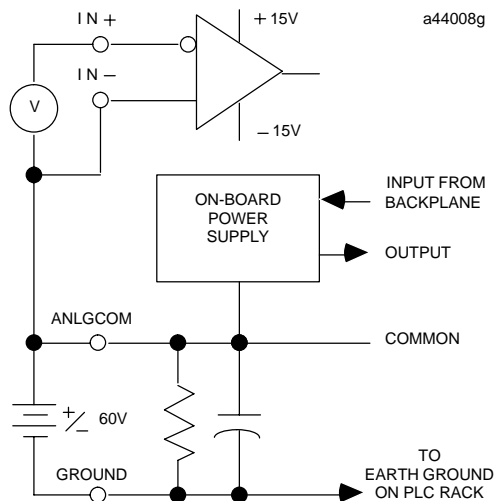 a44008g
IN +
+ 15V
IN −
V
− 15V
ON-BOARD
POWER
SUPPLY
INPUT FROM
BACKPLANE
OUTPUT
ANLGCOM
COMMON
+/− 60V
GROUND
TO
EARTH GROUND
ON PLC RACK